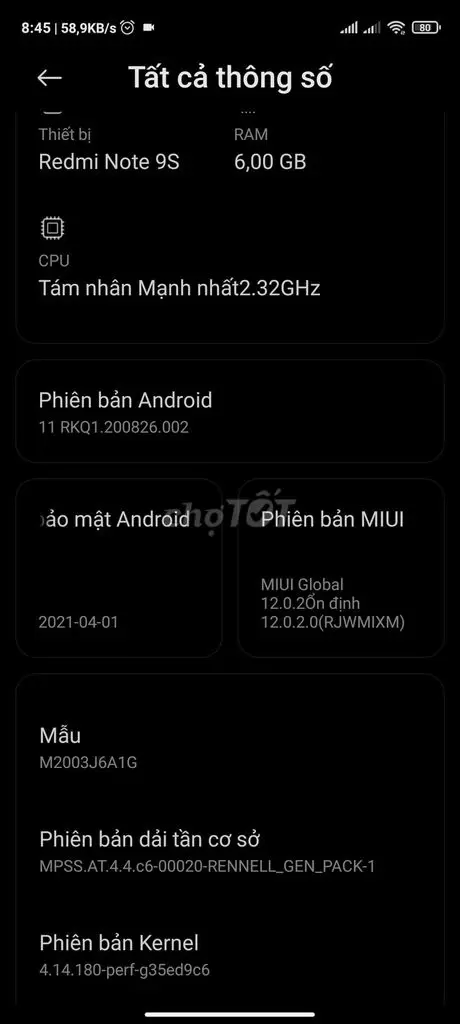 8:45 | 58,9KB/s 80
Tất cả thông số
Thiết bị RAM
Redmi Note 9S 6,00 GB
CPU
Tám nhân Mạnh nhất2.32GHz
Phiên bản Android
11 RKQ1.200826.002
ảo mật Android Phiên bản MIUI
chợTỐT
MIUI Global
12.0.2Ổn định
2021-04-01 12.0.2.0(RJWMIXM)
Mẫu
M2003J6A1G
Phiên bản dải tần cơ sở
MPSS.AT.4.4.c6-00020-RENNELL_GEN_PACK-1
Phiên bản Kernel
4.14.180-perf-g35ed9c6